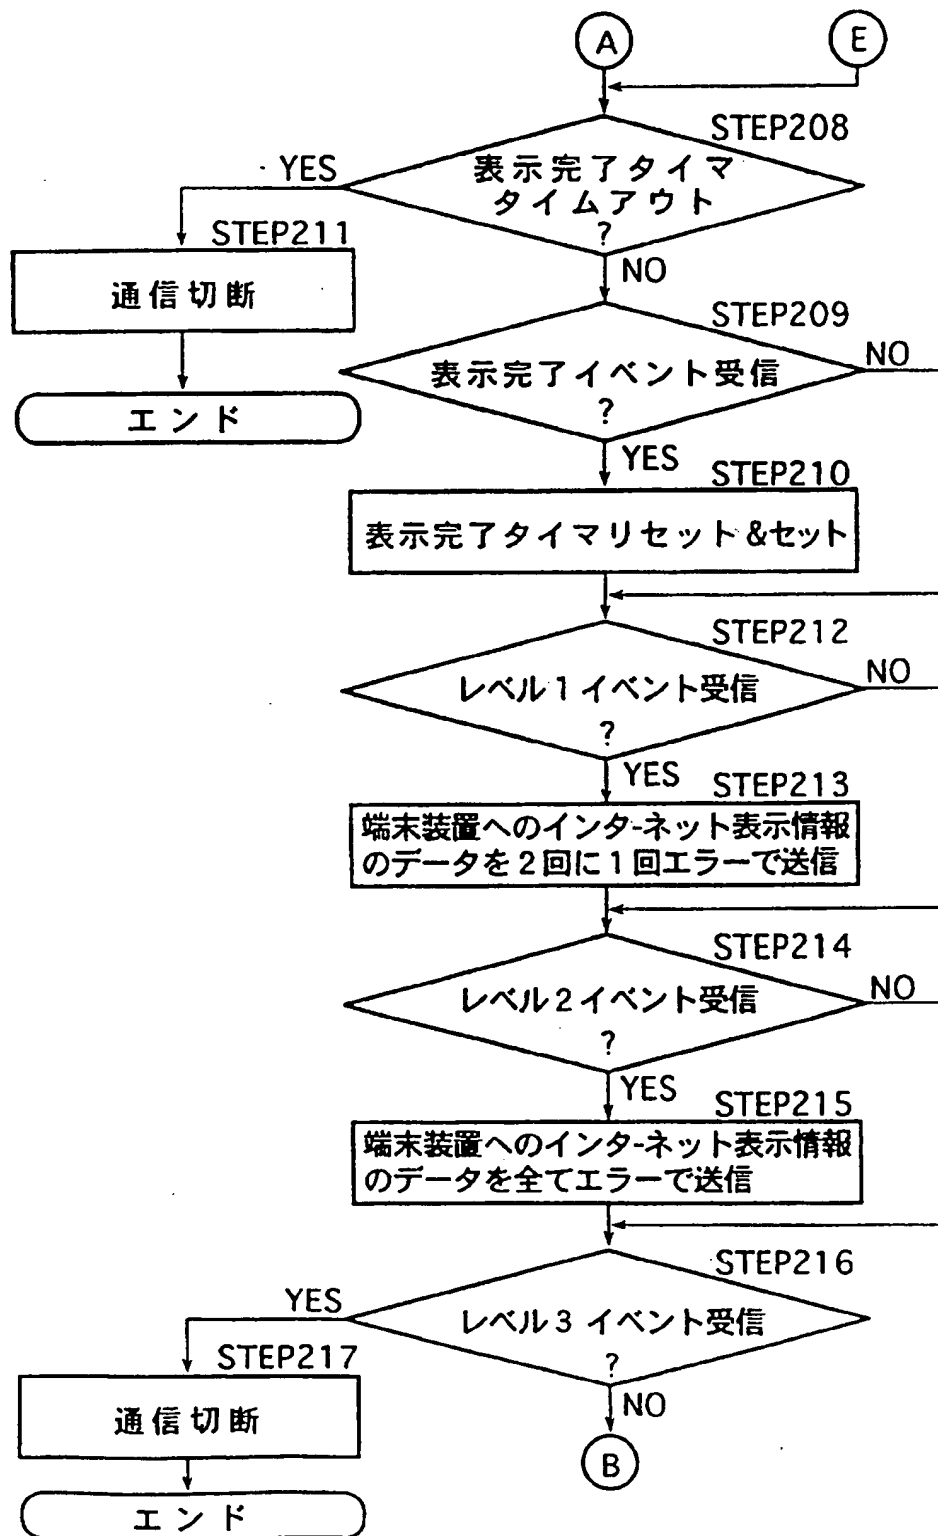 A
E
STEP208
YES
表示完了タイマ
タイムアウト
?
STEP211
通信切断
NO
STEP209
表示完了イベント受信
?
NO
エンド
YES
STEP210
表示完了タイマリセット&セット
STEP212
レベル1イベント受信
?
NO
YES
STEP213
端末装置へのインタ-ネット表示情報
のデータを2回に1回エラーで送信
STEP214
レベル2イベント受信
?
NO
YES
STEP215
端末装置へのインタ-ネット表示情報
のデータを全てエラーで送信
STEP216
YES
レベル3 イベント受信
?
STEP217
通信切断
NO
B
エンド